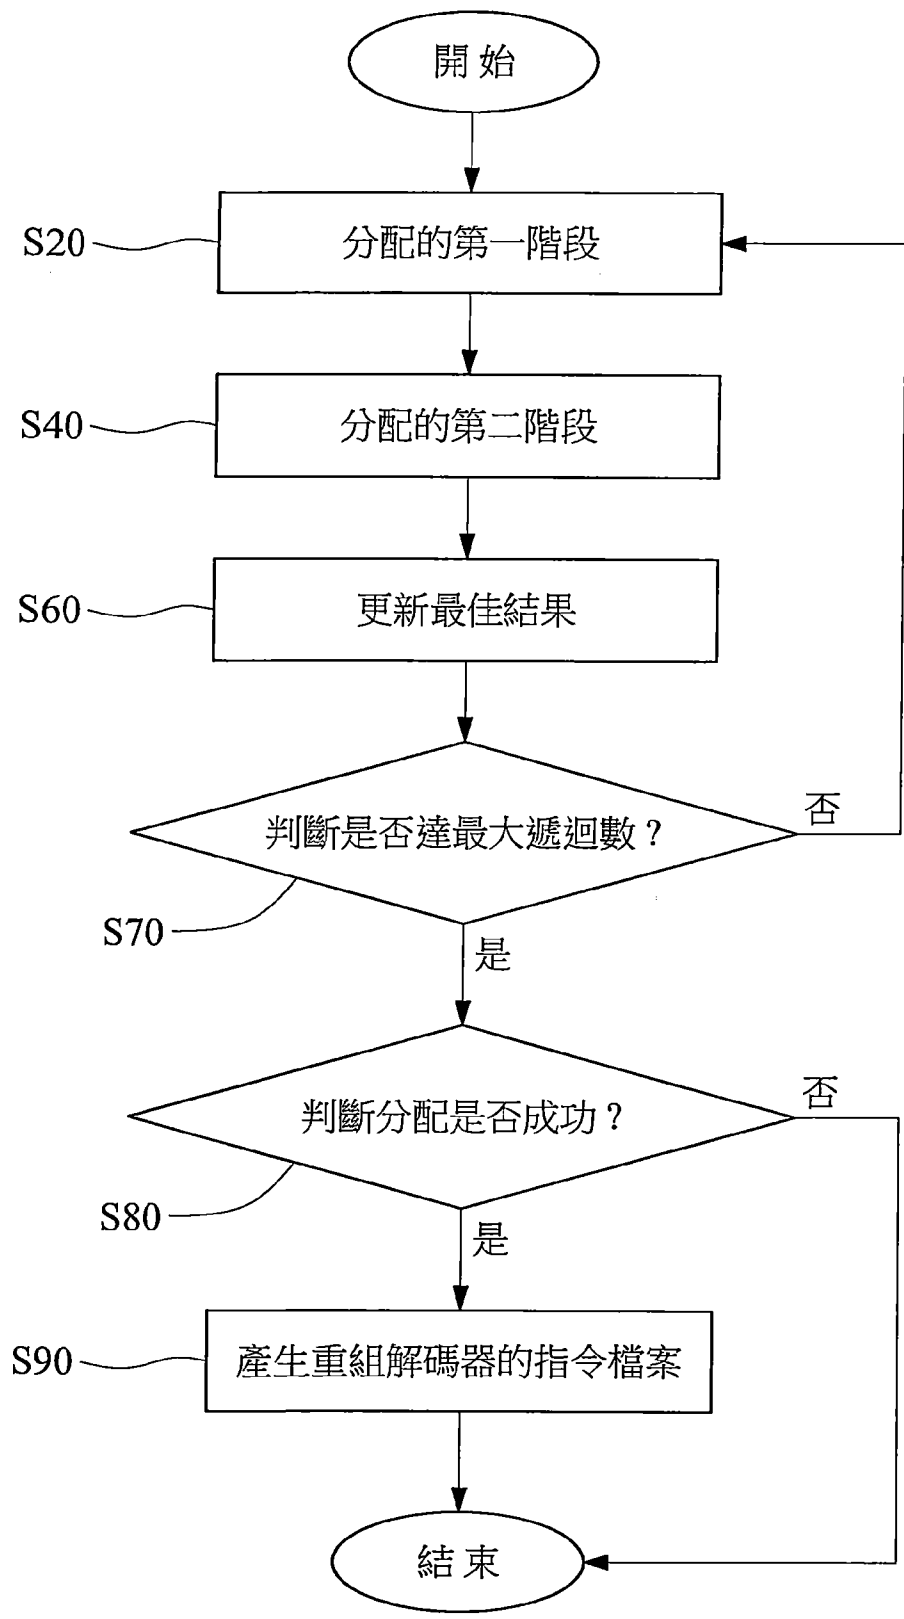 開始
S20
分配的第一階段
S40
分配的第二階段
S60
更新最佳結果
判斷是否達最大遞迴數？
否
S70
是
判斷分配是否成功？
否
S80
是
S90
產生重組解碼器的指令檔案
結束